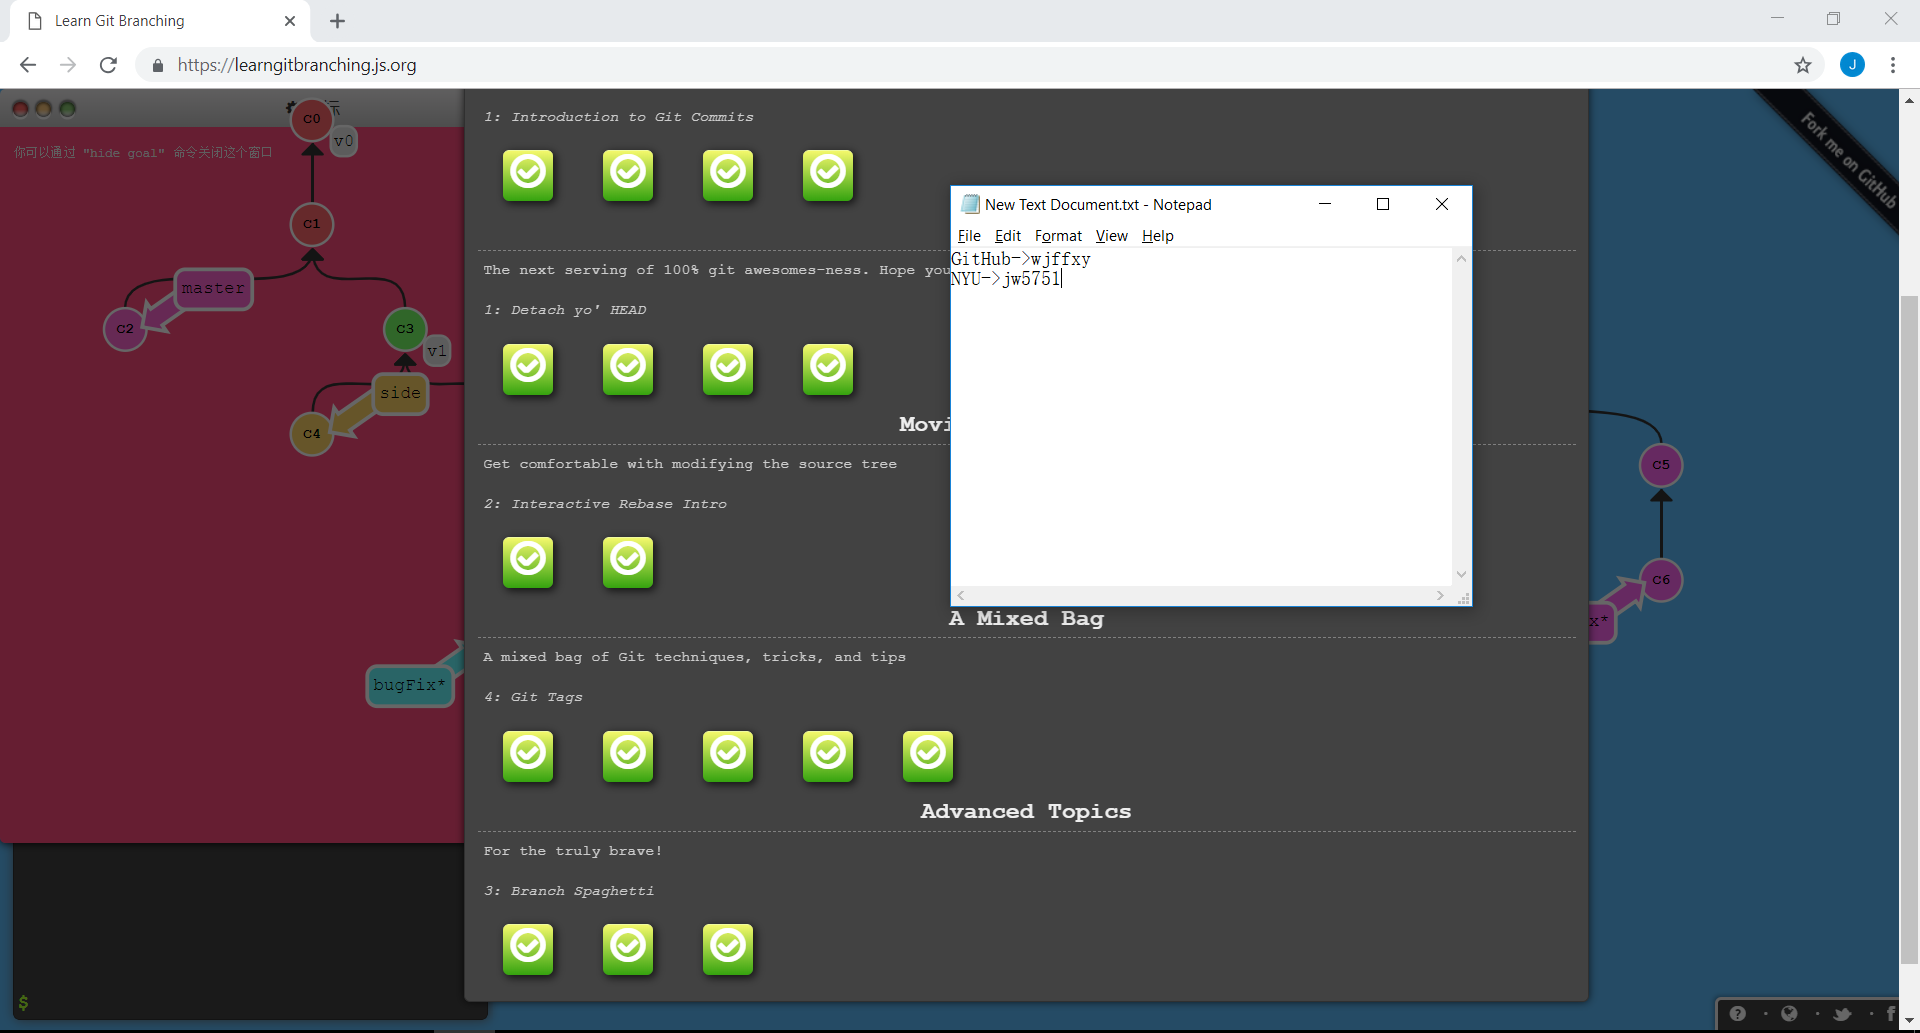 Learn Git Branching
https://learngitbranching.js.org
你可以通过 "hide goal" 命令关闭这个窗口
c0
v0
c1
master
c2
c3
v1
side
c4
bugFix*
$
1: Introduction to Git Commits
The next serving of 100% git awesomes-ness. Hope you
1: Detach yo' HEAD
Movi
Get comfortable with modifying the source tree
2: Interactive Rebase Intro
A Mixed Bag
A mixed bag of Git techniques, tricks, and tips
4: Git Tags
Advanced Topics
For the truly brave!
3: Branch Spaghetti
New Text Document.txt - Notepad
File Edit Format View Help
GitHub->wjffxy
NYU->jw5751
J
Fork me on GitHub
c5
c6
x*